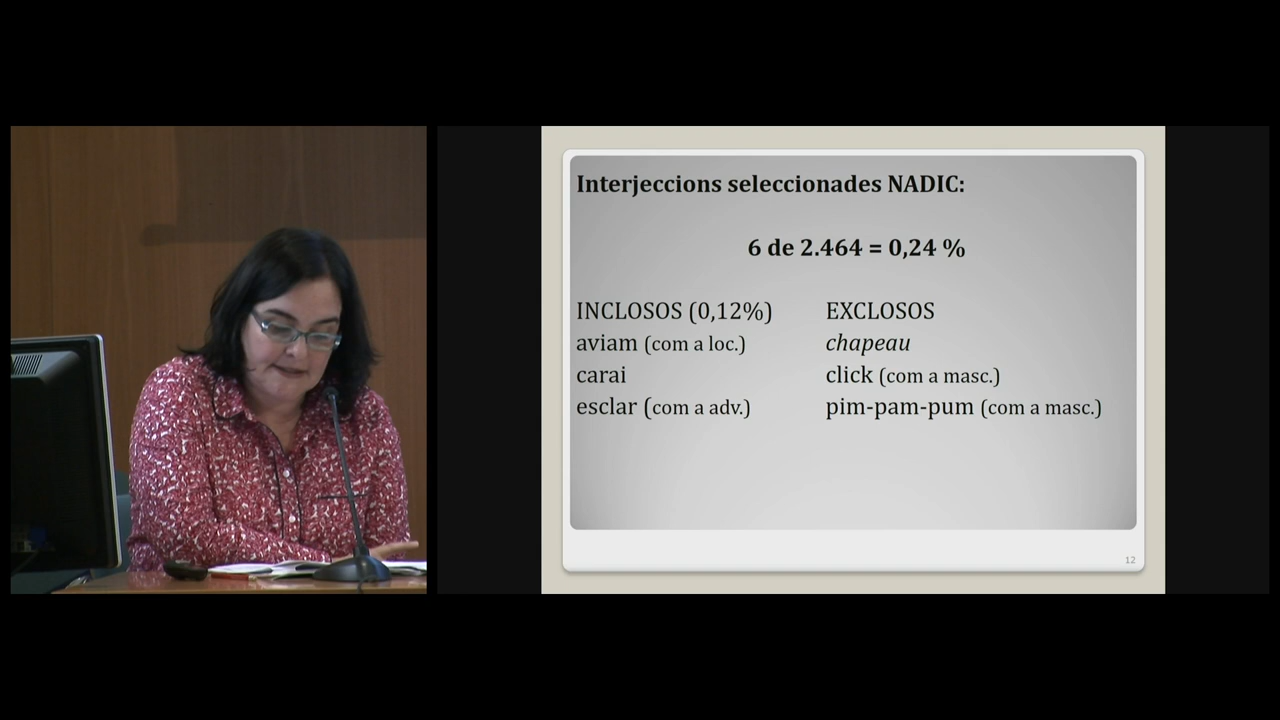 Interjeccions seleccionades NADIC:
6 de 2.464 = 0,24 %
INCLOSOS (0,12%)
aviam (com a loc.)
carai
esclar (com a adv.)
EXCLOSOS
chapeau
click (com a masc.)
pim-pam-pum (com a masc.)
12